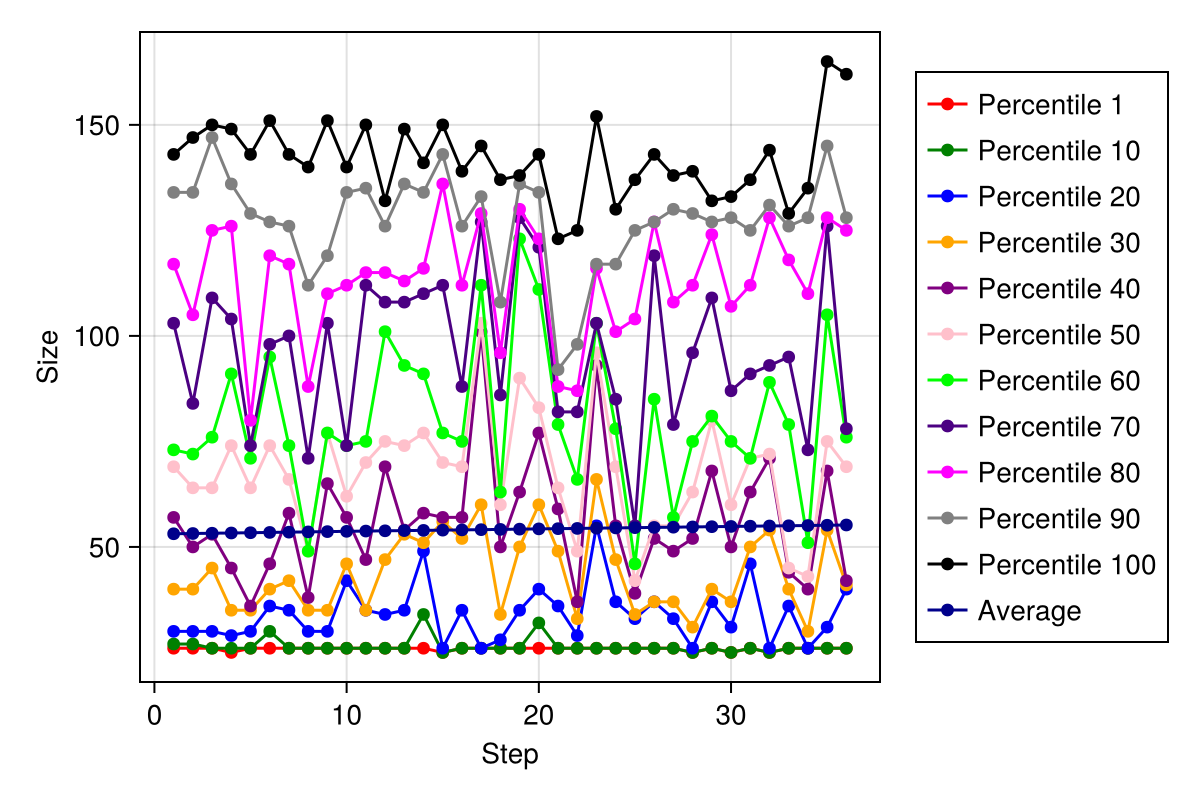 150
100
50
Size
0
10
20
30
Step
Percentile 1
Percentile 10
Percentile 20
Percentile 30
Percentile 40
Percentile 50
Percentile 60
Percentile 70
Percentile 80
Percentile 90
Percentile 100
Average